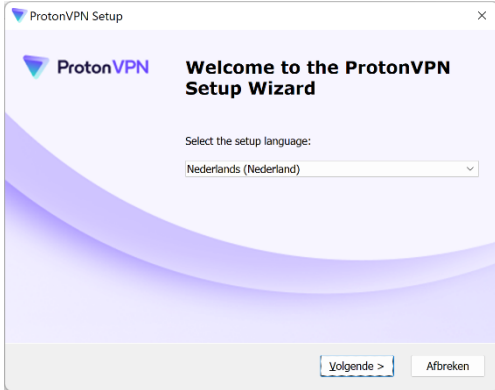 ProtonVPN Setup
ProtonVPN
Welcome to the ProtonVPN
Setup Wizard
Select the setup language:
Nederlands (Nederland)
Volgende >
Afbreken